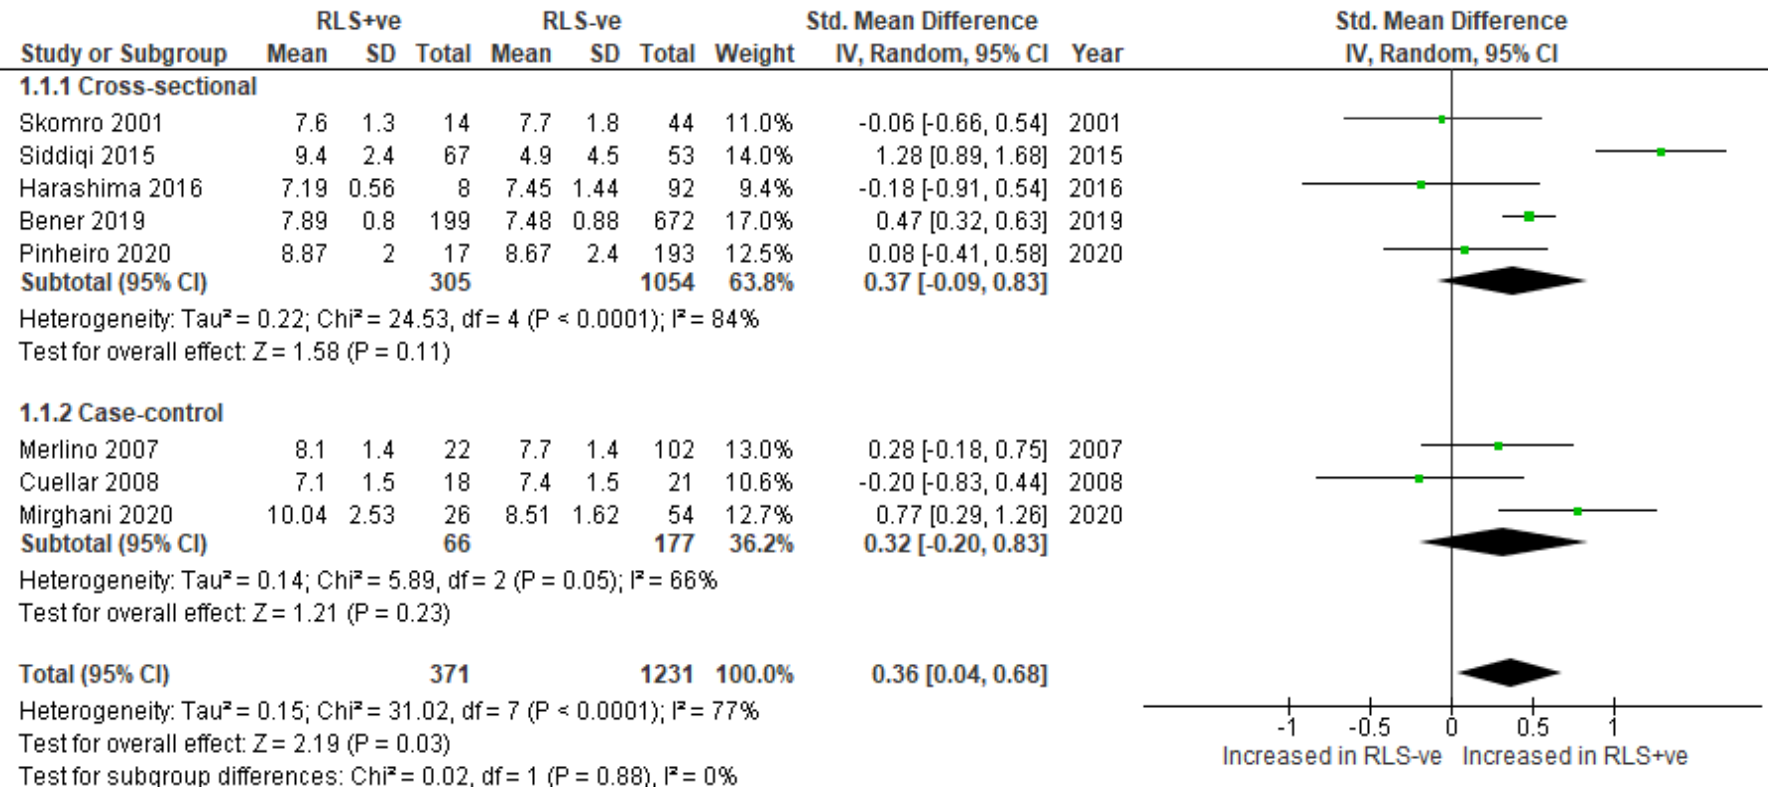 RLS+ve RLS-ve Std. Mean Difference Std. Mean Difference
Study or Subgroup Mean SD Total Mean SD Total Weight IV, Random, 95% CI Year IV, Random, 95% CI
1.1.1 Cross-sectional
Skomro 2001 7.6 1.3 14 7.7 1.8 44 11.0% -0.06 [-0.66, 0.54] 2001
Siddiqi 2015 9.4 2.4 67 4.9 4.5 53 14.0% 1.28 [0.89, 1.68] 2015
Harashima 2016 7.19 0.56 8 7.45 1.44 92 9.4% -0.18 [-0.91, 0.54] 2016
Bener 2019 7.89 0.8 199 7.48 0.88 672 17.0% 0.47 [0.32, 0.63] 2019
Pinheiro 2020 8.87 2 17 8.67 2.4 193 12.5% 0.08 [-0.41, 0.58] 2020
Subtotal (95% CI) 305 1054 63.8% 0.37 [-0.09, 0.83]
Heterogeneity: Tau² = 0.22; Chi² = 24.53, df = 4 (P < 0.0001); I² = 84%
Test for overall effect: Z = 1.58 (P = 0.11)
1.1.2 Case-control
Merlino 2007 8.1 1.4 22 7.7 1.4 102 13.0% 0.28 [-0.18, 0.75] 2007
Cuellar 2008 7.1 1.5 18 7.4 1.5 21 10.6% -0.20 [-0.83, 0.44] 2008
Mirghani 2020 10.04 2.53 26 8.51 1.62 54 12.7% 0.77 [0.29, 1.26] 2020
Subtotal (95% CI) 66 177 36.2% 0.32 [-0.20, 0.83]
Heterogeneity: Tau² = 0.14; Chi² = 5.89, df = 2 (P = 0.05); I² = 66%
Test for overall effect: Z = 1.21 (P = 0.23)
Total (95% CI) 371 1231 100.0% 0.36 [0.04, 0.68]
Heterogeneity: Tau² = 0.15; Chi² = 31.02, df = 7 (P < 0.0001); I² = 77%
Test for overall effect: Z = 2.19 (P = 0.03)
Test for subgroup differences: Chi² = 0.02, df = 1 (P = 0.88), I² = 0%
-1 -0.5 0 0.5 1
Increased in RLS-ve Increased in RLS+ve